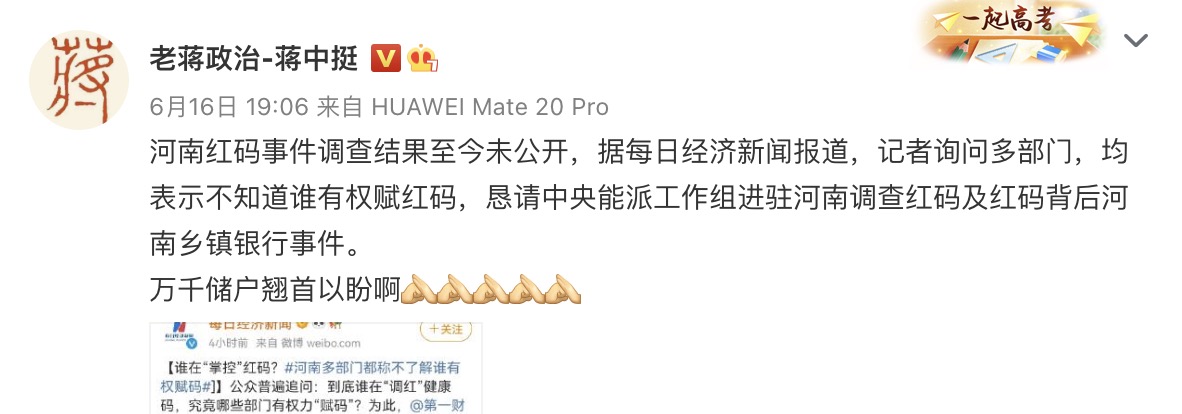 一起高考
蒋
老蒋政治-蒋中挺 V
6月16日 19:06 来自 HUAWEI Mate 20 Pro
河南红码事件调查结果至今未公开，据每日经济新闻报道，记者询问多部门，均
表示不知道谁有权赋红码，恳请中央能派工作组进驻河南调查红码及红码背后河
南乡镇银行事件。
万千储户翘首以盼啊
每日经济新闻
+关注
4小时前 来自 微博 weibo.com
【谁在“掌控”红码？#河南多部门都称不了解谁有
权赋码#]】公众普遍追问：到底谁在“调红”健康
码，究竟哪些部门有权力“赋码”？为此，@第一财